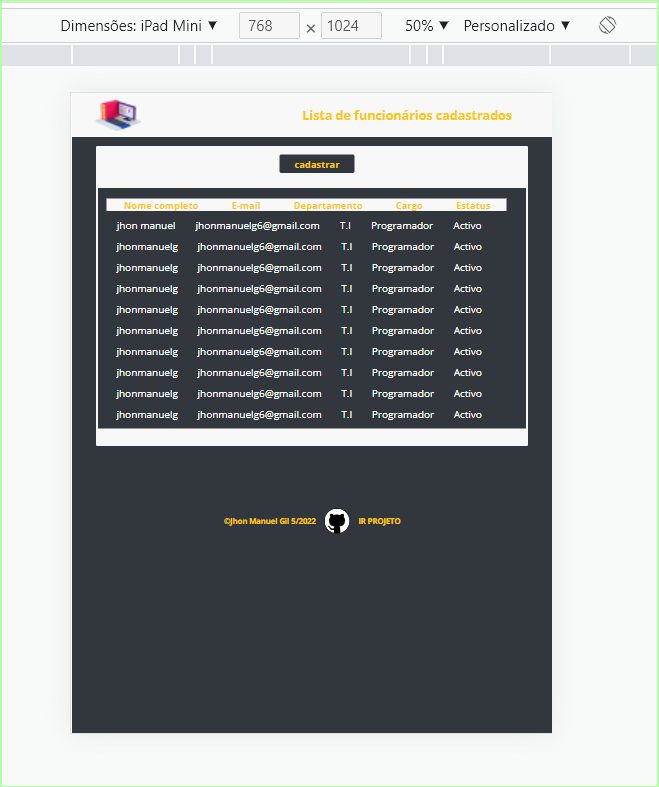 Dimensões: iPad Mini ▼ 768 × 1024 50% ▼ Personalizado ▼
Lista de funcionários cadastrados
cadastrar
Nome completo E-mail Departamento Cargo Estatus
jhon manuel jhonmanuelg6@gmail.com T.I Programador Activo
jhonmanuelg jhonmanuelg6@gmail.com T.I Programador Activo
jhonmanuelg jhonmanuelg6@gmail.com T.I Programador Activo
jhonmanuelg jhonmanuelg6@gmail.com T.I Programador Activo
jhonmanuelg jhonmanuelg6@gmail.com T.I Programador Activo
jhonmanuelg jhonmanuelg6@gmail.com T.I Programador Activo
jhonmanuelg jhonmanuelg6@gmail.com T.I Programador Activo
jhonmanuelg jhonmanuelg6@gmail.com T.I Programador Activo
jhonmanuelg jhonmanuelg6@gmail.com T.I Programador Activo
jhonmanuelg jhonmanuelg6@gmail.com T.I Programador Activo
©Jhon Manuel Gil 5/2022 IR PROJETO